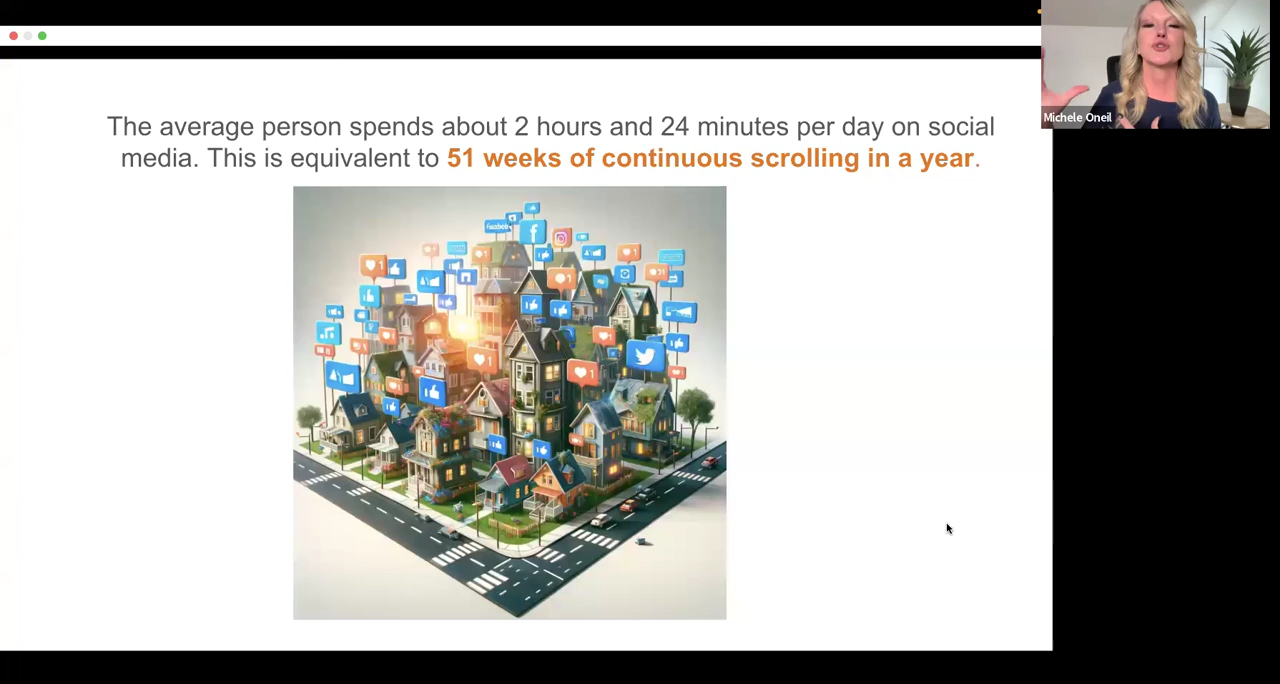 Michele Oneil
The average person spends about 2 hours and 24 minutes per day on social
media. This is equivalent to 51 weeks of continuous scrolling in a year.